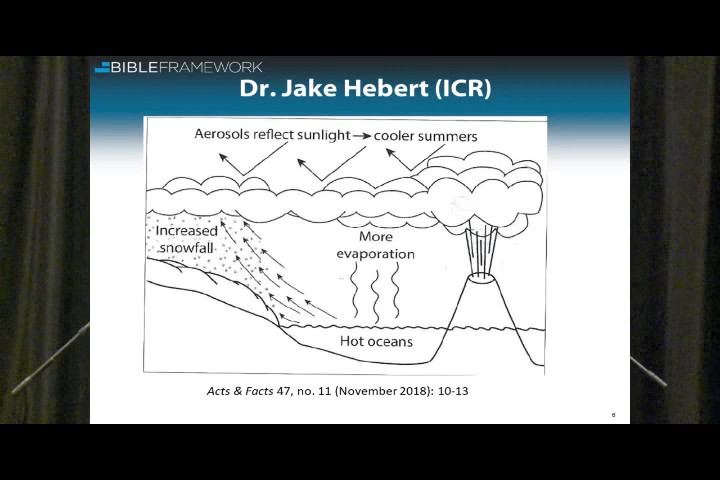 BIBLEFRAMEWORK
Dr. Jake Hebert (ICR)
Aerosols reflect sunlight→cooler summers
Increased
snowfall
More
evaporation
Hot oceans
Acts & Facts 47, no. 11 (November 2018): 10-13
6